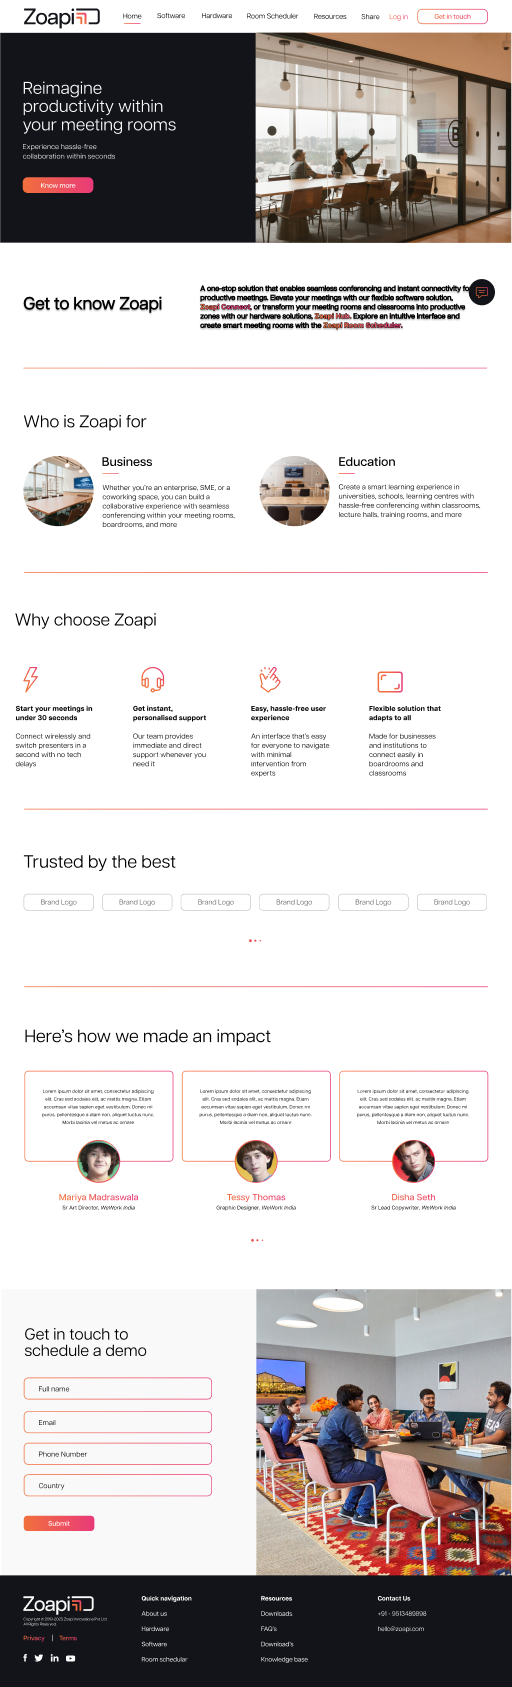 Zoapi
Home Software Hardware Room Scheduler Resources Share Log in Get in touch
Reimagine
productivity within
your meeting rooms
Experience hassle-free
collaboration within seconds
Know more
Get to know Zoapi
A one-stop solution that enables seamless conferencing and instant connectivity fo
productive meetings. Elevate your meetings with our flexible software solution,
Zoapi Connect, or transform your meeting rooms and classrooms into productive
zones with our hardware solutions, Zoapi Hub. Explore an intuitive interface and
create smart meeting rooms with the Zoapi Room Scheduler.
Who is Zoapi for
Business
Whether you're an enterprise, SME, or a
coworking space, you can build a
collaborative experience with seamless
conferencing within your meeting rooms,
boardrooms, and more
Education
Create a smart learning experience in
universities, schools, learning centres with
hassle-free conferencing within classrooms,
lecture halls, training rooms, and more
Why choose Zoapi
Start your meetings in
under 30 seconds
Connect wirelessly and
switch presenters in a
second with no tech
delays
Get instant,
personalised support
Our team provides
immediate and direct
support whenever you
need it
Easy, hassle-free user
experience
An interface that's easy
for everyone to navigate
with minimal
intervention from
experts
Flexible solution that
adapts to all
Made for businesses
and institutions to
connect easily in
boardrooms and
classrooms
Trusted by the best
Brand Logo Brand Logo Brand Logo Brand Logo Brand Logo Brand Logo
Here's how we made an impact
Lorem ipsum dolor sit amet, consectetur adipiscing
elit. Cras sed sodales elit, ac mattis magna. Etiam
accumsan vitae sapien eget vestibulum. Donec mi
purus, pellentesque a diam non, aliquet luctus nunc.
Morbi lacinia vel metus ac ornare
Mariya Madraswala
Sr Art Director, WeWork India
Lorem ipsum dolor sit amet, consectetur adipiscing
elit. Cras sed sodales elit, ac mattis magna. Etiam
accumsan vitae sapien eget vestibulum. Donec mi
purus, pellentesque a diam non, aliquet luctus nunc.
Morbi lacinia vel metus ac ornare
Tessy Thomas
Graphic Designer, WeWork India
Lorem ipsum dolor sit amet, consectetur adipiscing
elit. Cras sed sodales elit, ac mattis magna. Etiam
accumsan vitae sapien eget vestibulum. Donec mi
purus, pellentesque a diam non, aliquet luctus nunc.
Morbi lacinia vel metus ac ornare
Disha Seth
Sr Lead Copywriter, WeWork India
Get in touch to
schedule a demo
Full name
Email
Phone Number
Country
Submit
Zoapi
Copyright © 2019-2023 Zoapi Innovations Pvt Ltd
All Rights Reserved
Privacy | Terms
Quick navigation
About us
Hardware
Software
Room schedular
Resources
Downloads
FAQ's
Download's
Knowledge base
Contact Us
+91 - 9513489898
hello@zoapi.com